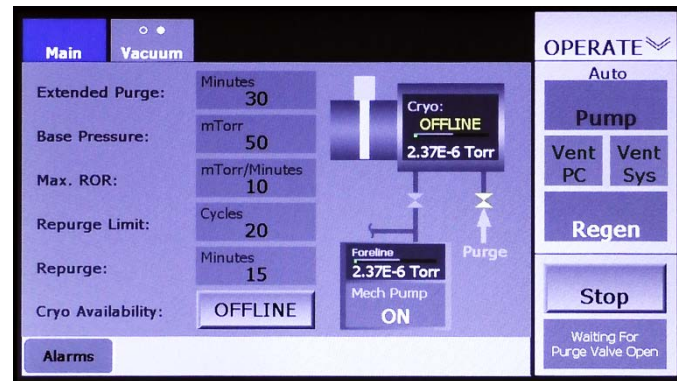 Main
Vacuum
Extended Purge:
Minutes
30
Base Pressure:
mTorr
50
Max. ROR:
mTorr/Minutes
10
Repurge Limit:
Cycles
20
Repurge:
Minutes
15
Cryo Availability:
OFFLINE
Alarms
Cryo:
OFFLINE
2.37E-6 Torr
Purge
Foreline
2.37E-6 Torr
Mech Pump
ON
OPERATE
Auto
Pump
Vent
PC
Vent
Sys
Regen
Stop
Waiting For
Purge Valve Open